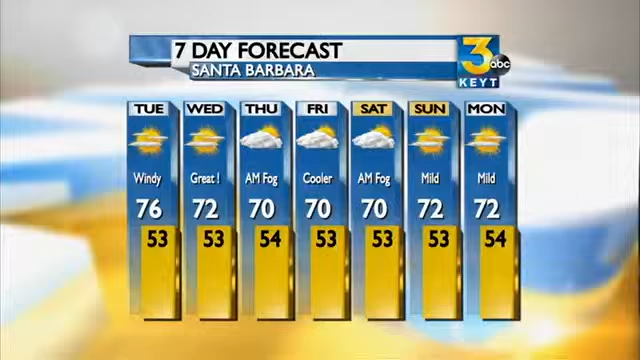 7 DAY FORECAST
SANTA BARBARA
3 abc
KEYT
TUE WED THU FRI SAT SUN MON
Windy Great ! AM Fog Cooler AM Fog Mild Mild
76 72 70 70 70 72 72
53 53 54 53 53 53 54